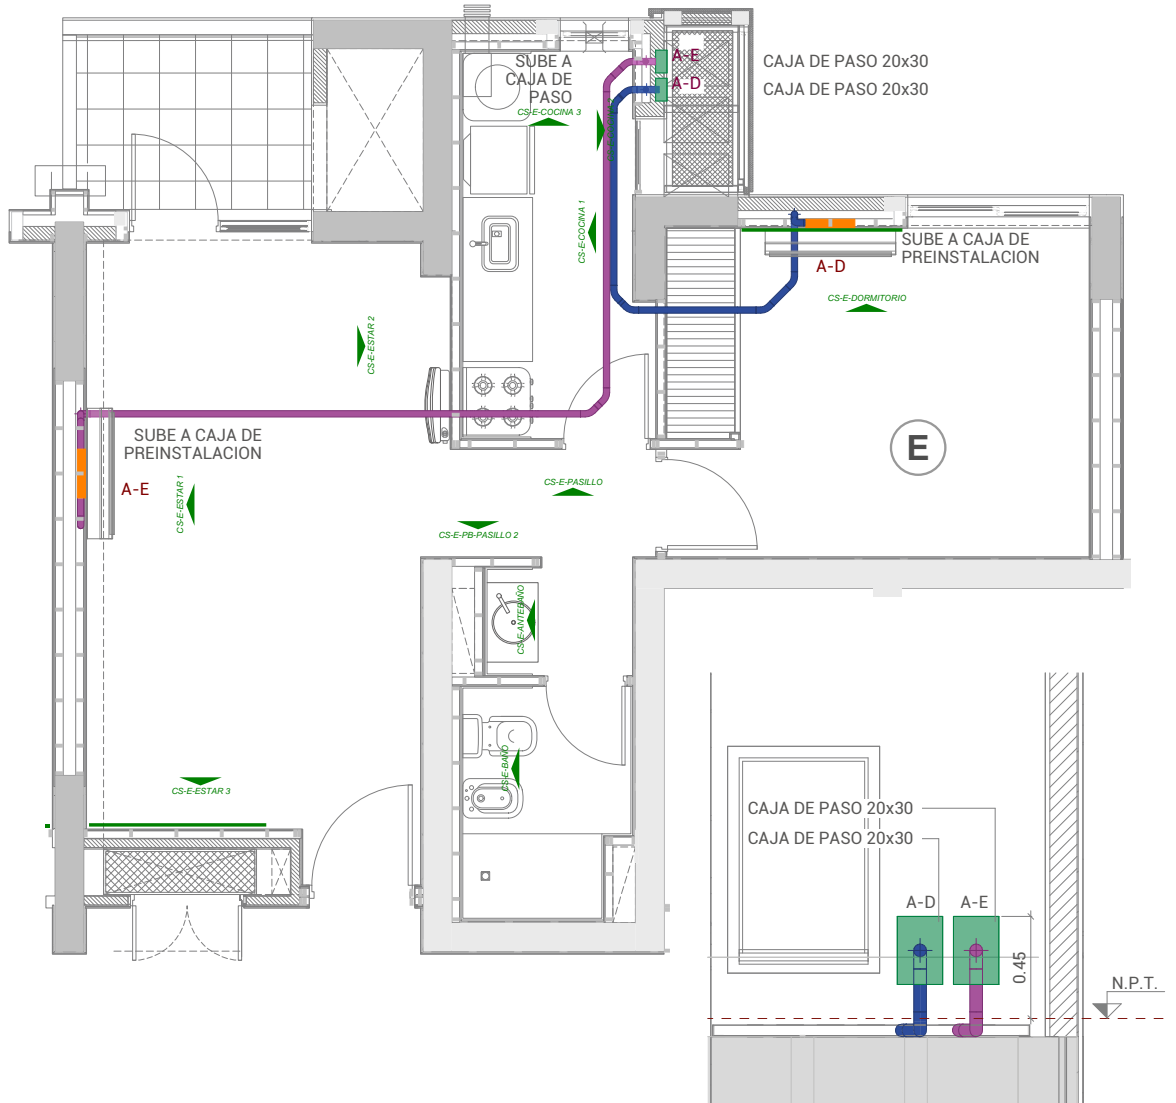 SUBE A
CAJA DE
PASO
A-E
A-D
CAJA DE PASO 20x30
CAJA DE PASO 20x30
CS-E-COCINA 3
CS-E-COCINA 1
SUBE A CAJA DE
PREINSTALACION
A-D
CS-E-DORMITORIO
CS-E-ESTAR 2
SUBE A CAJA DE
PREINSTALACION
A-E
E
CS-E-ESTAR 1
CS-E-PASILLO
CS-E-PB-PASILLO 2
CS-E-ANTEBAÑO
CS-E-BAÑO
CS-E-ESTAR 3
CAJA DE PASO 20x30
CAJA DE PASO 20x30
A-D
A-E
0.45
N.P.T.